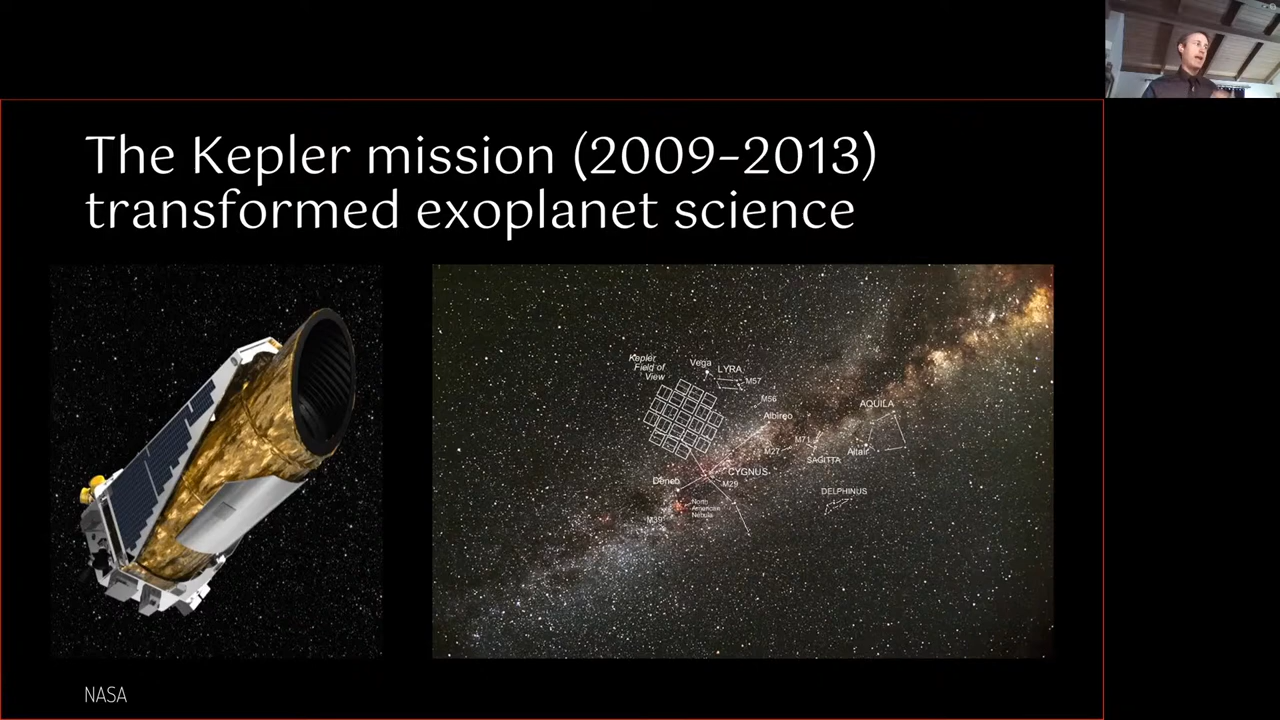 The Kepler mission (2009–2013)
transformed exoplanet science
Kepler
Field of
View
Vega
LYRA
M57
M56
Albireo
AQUILA
M71
M27
Altair
SAGITTA
CYGNUS
Deneb
M29
DELPHINUS
North
American
Nebula
M39
NASA